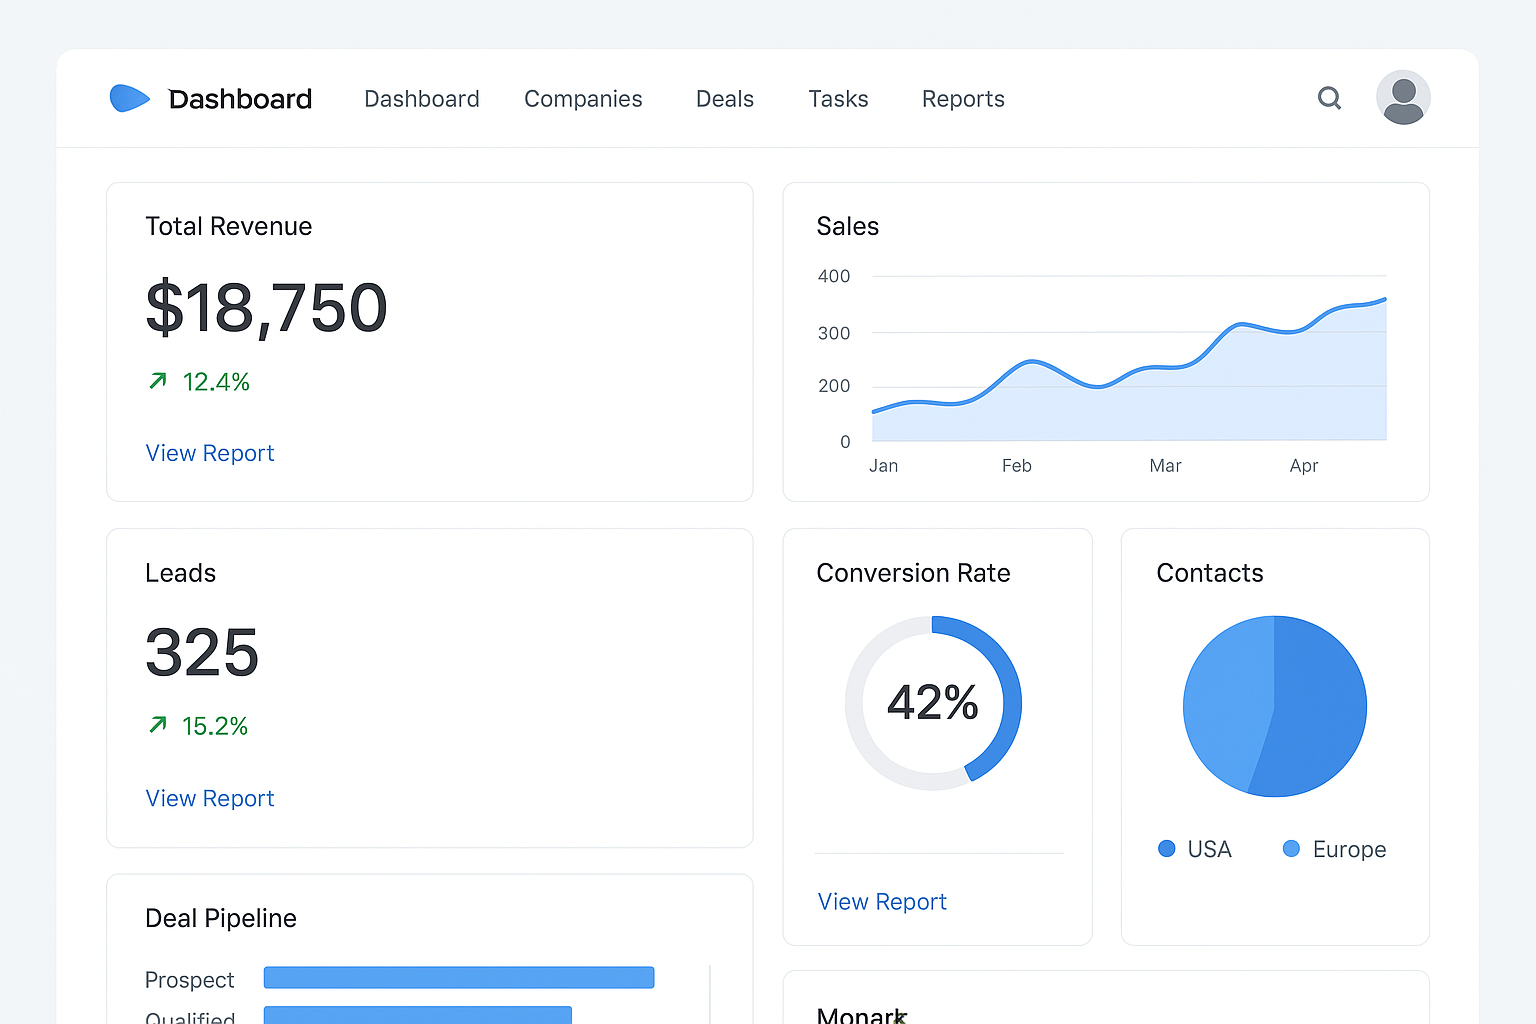 Dashboard Dashboard Companies Deals Tasks Reports
Total Revenue
$18,750
12.4%
View Report
Sales
400
300
200
0
Jan Feb Mar Apr
Leads
325
15.2%
View Report
Conversion Rate
42%
View Report
Contacts
USA Europe
Deal Pipeline
Prospect
Qualified
Monark